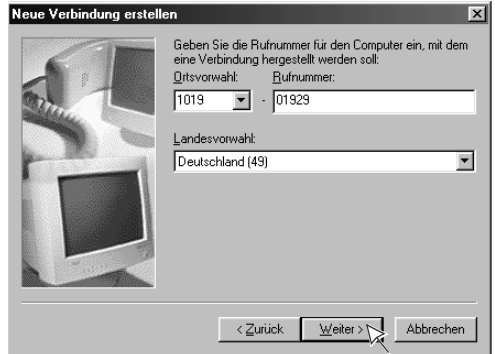 Neue Verbindung erstellen
Geben Sie die Rufnummer für den Computer ein, mit dem
eine Verbindung hergestellt werden soll:
Ortsvorwahl: Rufnummer:
1019 - 01929
Landesvorwahl:
Deutschland (49)
< Zurück Weiter > Abbrechen